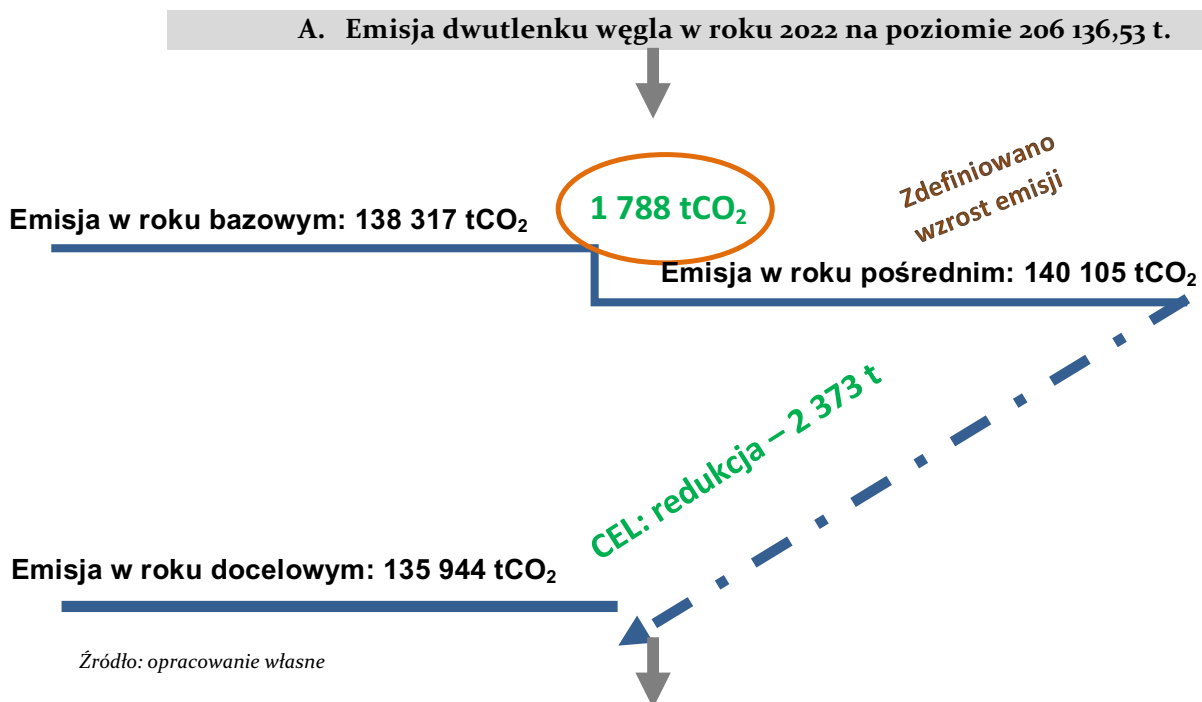 A. Emisja dwutlenku węgla w roku 2022 na poziomie 206 136,53 t.
Zdefiniowano
wzrost emisji
1 788 tCO₂
Emisja w roku bazowym: 138 317 tCO₂
Emisja w roku pośrednim: 140 105 tCO₂
CEL: redukcja – 2 373 t
Emisja w roku docelowym: 135 944 tCO₂
Źródło: opracowanie własne